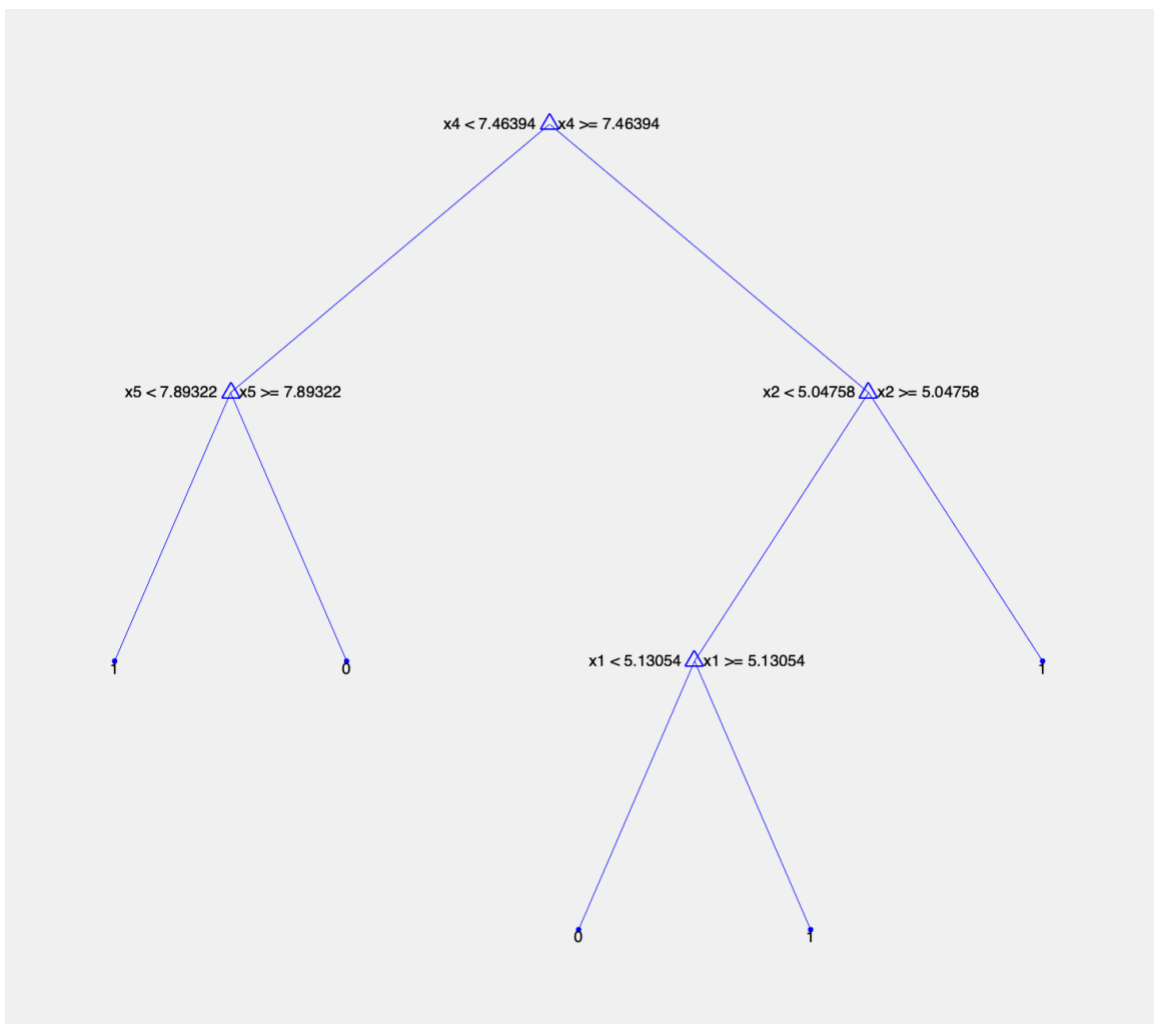 x4 < 7.46394 x4 >= 7.46394
x5 < 7.89322 x5 >= 7.89322 x2 < 5.04758 x2 >= 5.04758
1 0 x1 < 5.13054 x1 >= 5.13054 1
0 1